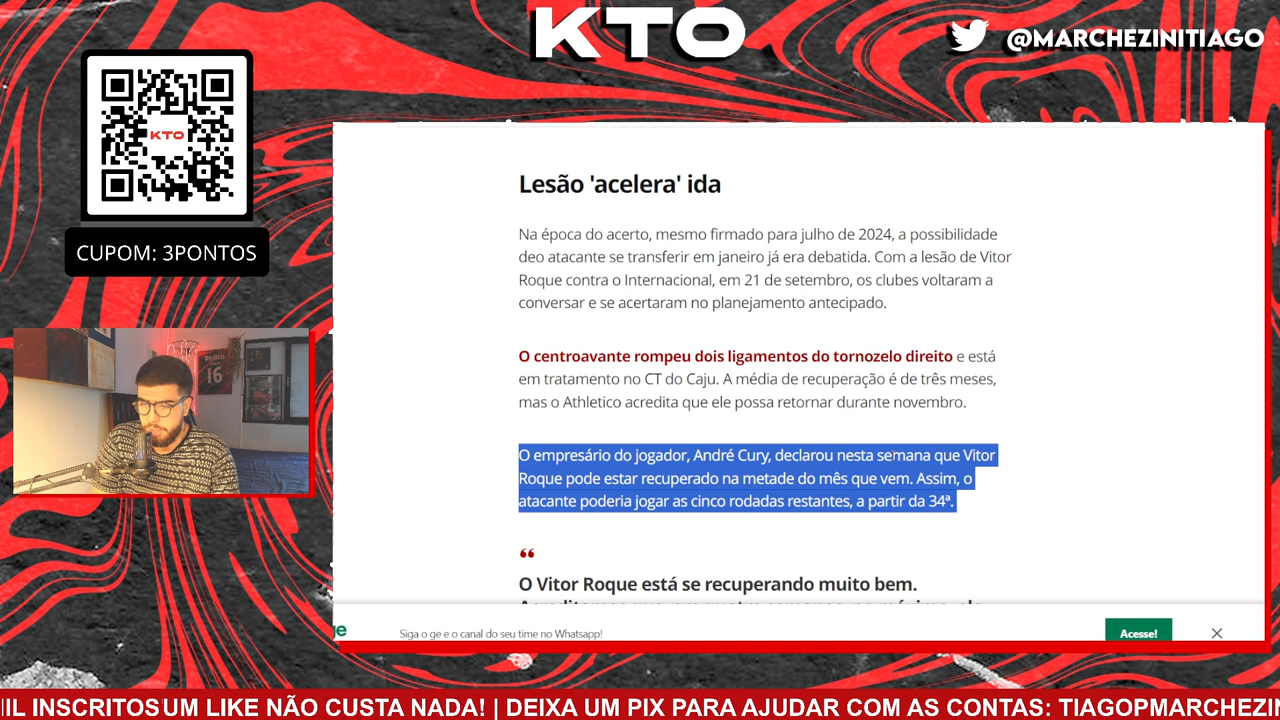 KTO
@MARCHEZINITIAGO
KTO
CUPOM: 3PONTOS
Lesão 'acelera' ida
Na época do acerto, mesmo firmado para julho de 2024, a possibilidade
deo atacante se transferir em janeiro já era debatida. Com a lesão de Vitor
Roque contra o Internacional, em 21 de setembro, os clubes voltaram a
conversar e se acertaram no planejamento antecipado.
O centroavante rompeu dois ligamentos do tornozelo direito e está
em tratamento no CT do Caju. A média de recuperação é de três meses,
mas o Athletico acredita que ele possa retornar durante novembro.
O empresário do jogador, André Cury, declarou nesta semana que Vitor
Roque pode estar recuperado na metade do mês que vem. Assim, o
atacante poderia jogar as cinco rodadas restantes, a partir da 34ª.
“
O Vitor Roque está se recuperando muito bem.
ge
Siga o ge e o canal do seu time no Whatsapp!
Acesse!
16
IL INSCRITOS UM LIKE NÃO CUSTA NADA! | DEIXA UM PIX PARA AJUDAR COM AS CONTAS: TIAGOPMARCHEZIN